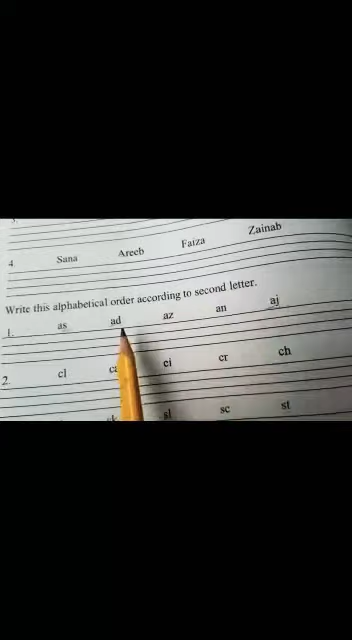 4. Sana Areeb Faiza Zainab
Write this alphabetical order according to second letter.
1. as ad az an aj
2. cl ci cr ch
sl sc st